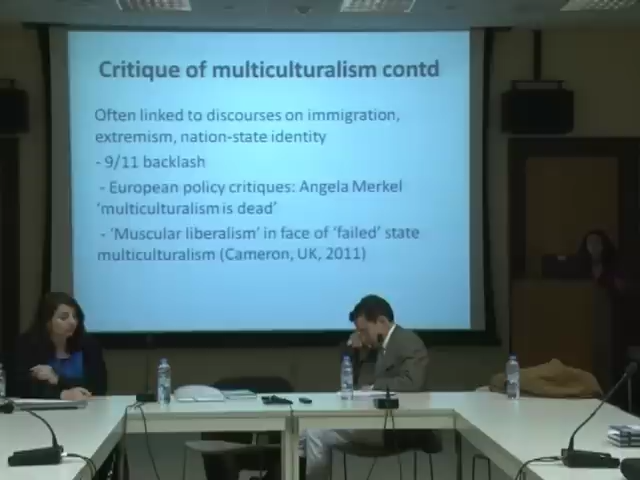 Critique of multiculturalism contd
Often linked to discourses on immigration,
extremism, nation-state identity
- 9/11 backlash
- European policy critiques: Angela Merkel
‘multiculturalism is dead’
- ‘Muscular liberalism’ in face of ‘failed’ state
multiculturalism (Cameron, UK, 2011)